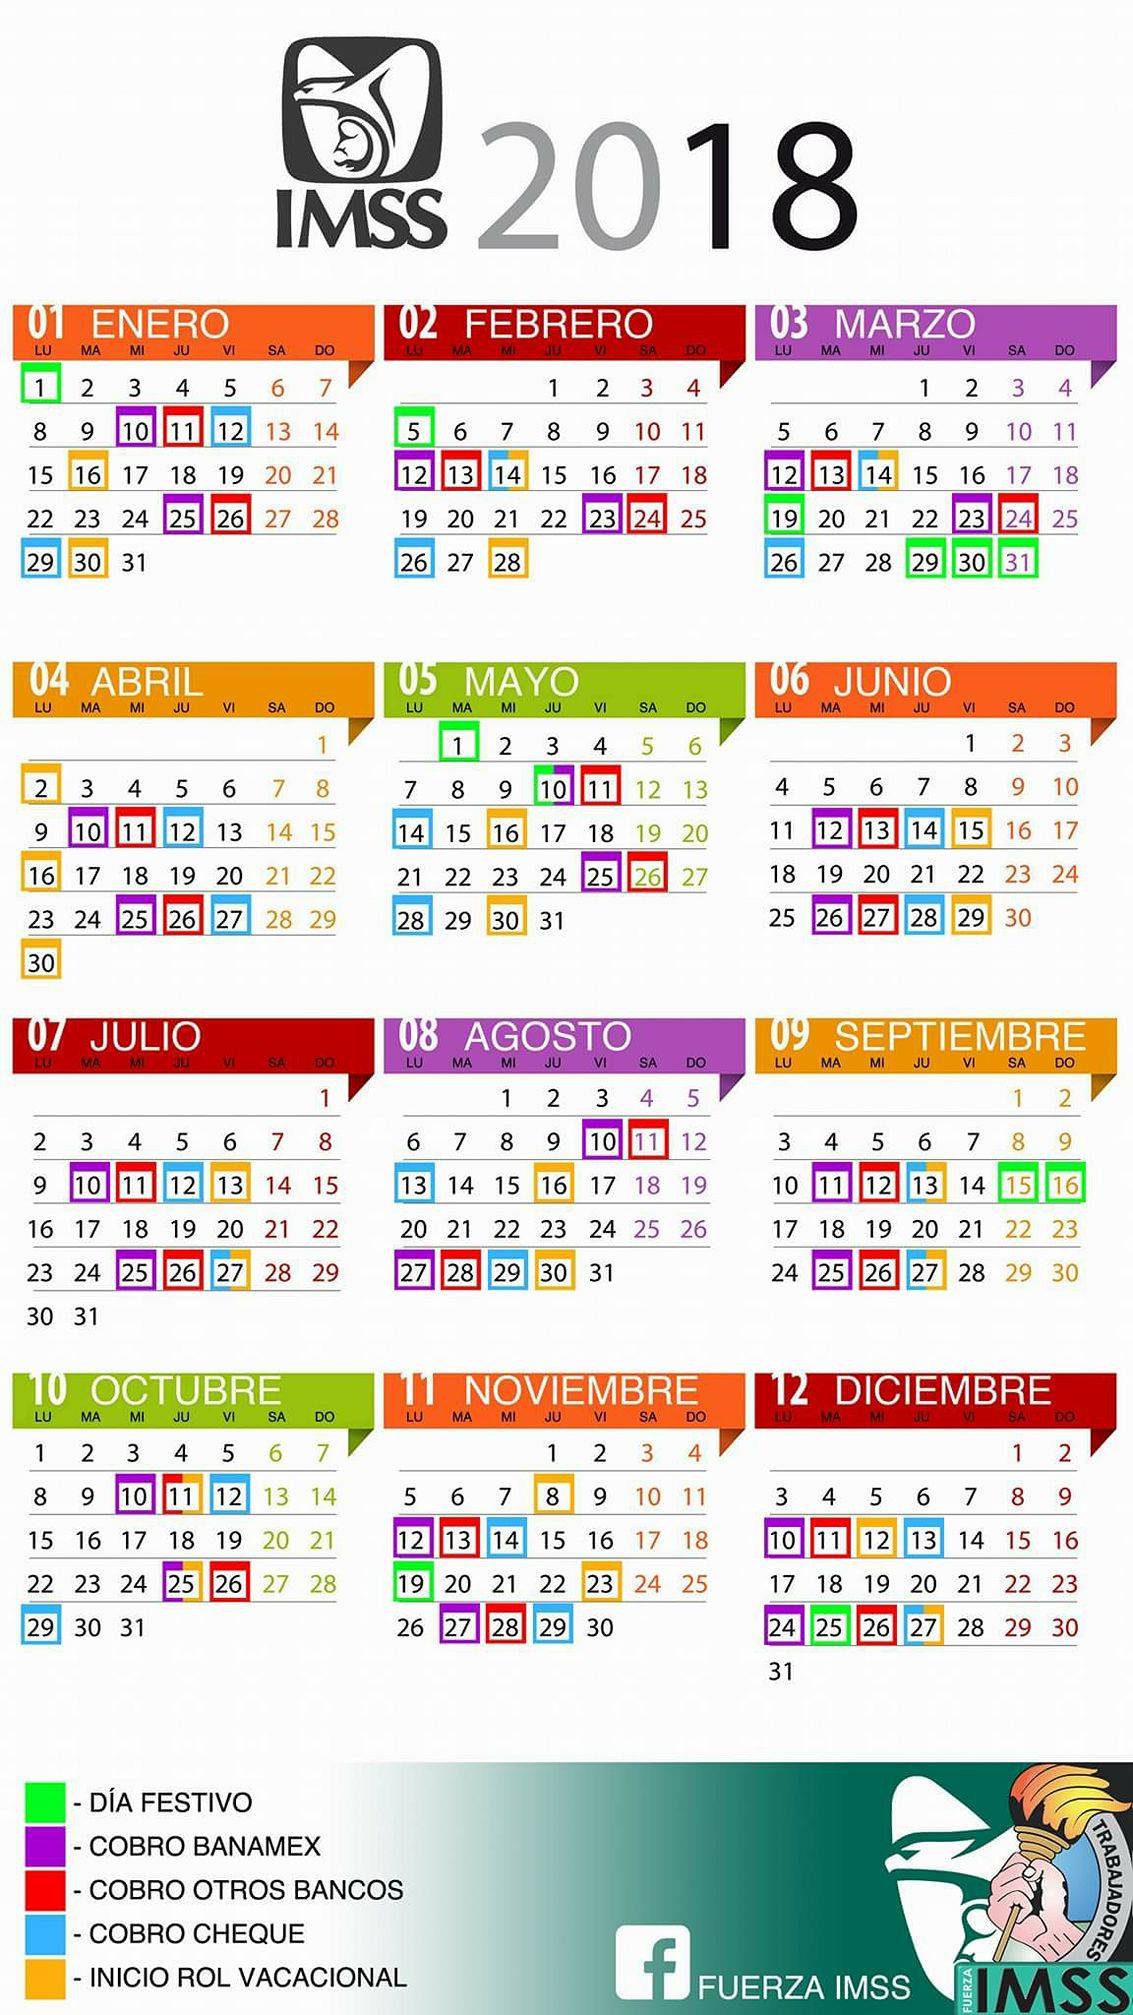 IMSS 2018
01 ENERO
LU MA MI JU VI SA DO
1 2 3 4 5 6 7
8 9 10 11 12 13 14
15 16 17 18 19 20 21
22 23 24 25 26 27 28
29 30 31
02 FEBRERO
LU MA MI JU VI SA DO
1 2 3 4
5 6 7 8 9 10 11
12 13 14 15 16 17 18
19 20 21 22 23 24 25
26 27 28
03 MARZO
LU MA MI JU VI SA DO
1 2 3 4
5 6 7 8 9 10 11
12 13 14 15 16 17 18
19 20 21 22 23 24 25
26 27 28 29 30 31
04 ABRIL
LU MA MI JU VI SA DO
1
2 3 4 5 6 7 8
9 10 11 12 13 14 15
16 17 18 19 20 21 22
23 24 25 26 27 28 29
30
05 MAYO
LU MA MI JU VI SA DO
1 2 3 4 5 6
7 8 9 10 11 12 13
14 15 16 17 18 19 20
21 22 23 24 25 26 27
28 29 30 31
06 JUNIO
LU MA MI JU VI SA DO
1 2 3
4 5 6 7 8 9 10
11 12 13 14 15 16 17
18 19 20 21 22 23 24
25 26 27 28 29 30
07 JULIO
LU MA MI JU VI SA DO
1
2 3 4 5 6 7 8
9 10 11 12 13 14 15
16 17 18 19 20 21 22
23 24 25 26 27 28 29
30 31
08 AGOSTO
LU MA MI JU VI SA DO
1 2 3 4 5
6 7 8 9 10 11 12
13 14 15 16 17 18 19
20 21 22 23 24 25 26
27 28 29 30 31
09 SEPTIEMBRE
LU MA MI JU VI SA DO
1 2
3 4 5 6 7 8 9
10 11 12 13 14 15 16
17 18 19 20 21 22 23
24 25 26 27 28 29 30
10 OCTUBRE
LU MA MI JU VI SA DO
1 2 3 4 5 6 7
8 9 10 11 12 13 14
15 16 17 18 19 20 21
22 23 24 25 26 27 28
29 30 31
11 NOVIEMBRE
LU MA MI JU VI SA DO
1 2 3 4
5 6 7 8 9 10 11
12 13 14 15 16 17 18
19 20 21 22 23 24 25
26 27 28 29 30
12 DICIEMBRE
LU MA MI JU VI SA DO
1 2
3 4 5 6 7 8 9
10 11 12 13 14 15 16
17 18 19 20 21 22 23
24 25 26 27 28 29 30
31
- DÍA FESTIVO
- COBRO BANAMEX
- COBRO OTROS BANCOS
- COBRO CHEQUE
- INICIO ROL VACACIONAL
f FUERZA IMSS
TRABAJADORES
FUERZA IMSS